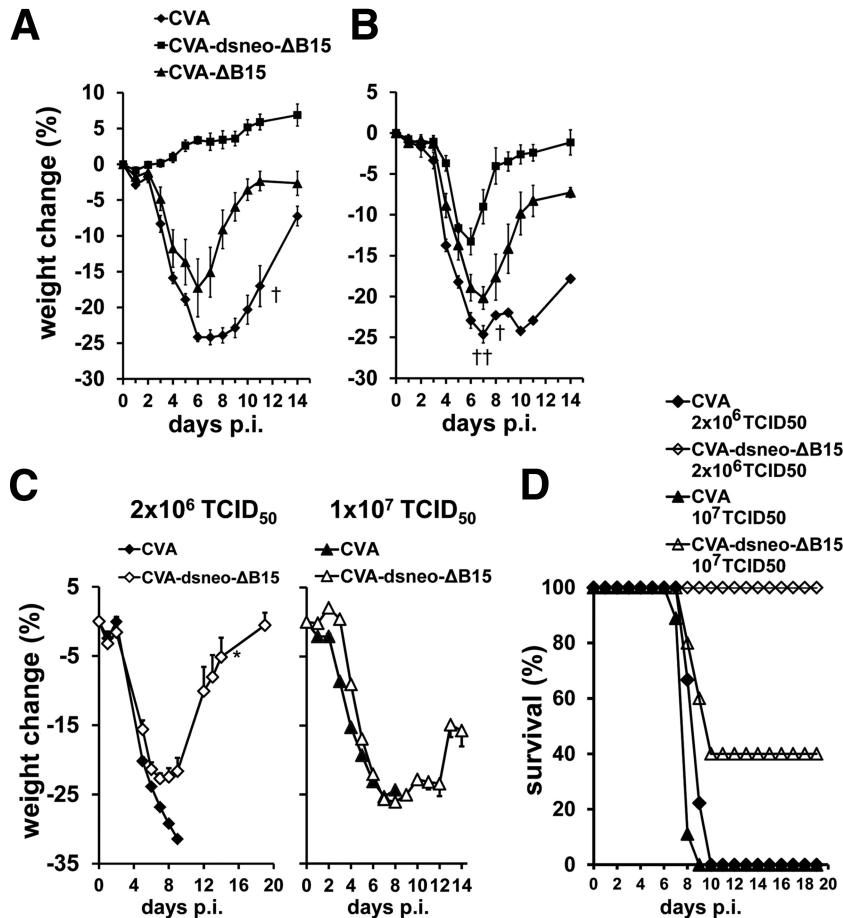 A
CVA
CVA-dsneo-ΔB15
CVA-ΔB15
weight change (%)
10
5
0
-5
-10
-15
-20
-25
-30
†
0 2 4 6 8 10 12 14
days p.i.
B
5
0
-5
-10
-15
-20
-25
-30
††
†
0 2 4 6 8 10 12 14
days p.i.
C
2x10⁶ TCID₅₀
CVA
CVA-dsneo-ΔB15
weight change (%)
5
-5
-15
-25
-35
*
0 4 8 12 16 20
days p.i.
1x10⁷ TCID₅₀
CVA
CVA-dsneo-ΔB15
0 2 4 6 8 10 12 14
days p.i.
D
CVA
2x10⁶TCID50
CVA-dsneo-ΔB15
2x10⁶TCID50
CVA
10⁷TCID50
CVA-dsneo-ΔB15
10⁷TCID50
survival (%)
100
80
60
40
20
0
0 2 4 6 8 10 12 14 16 18 20
days p.i.